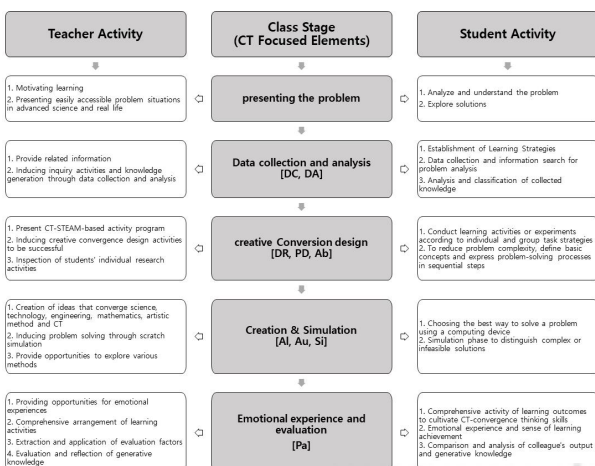 Teacher Activity
Class Stage
(CT Focused Elements)
Student Activity
1. Motivating learning
2. Presenting easily accessible problem situations
in advanced science and real life
presenting the problem
1. Analyze and understand the problem
2. Explore solutions
1. Provide related information
2. Inducing inquiry activities and knowledge
generation through data collection and analysis
Data collection and analysis
[DC, DA]
1. Establishment of Learning Strategies
2. Data collection and information search for
problem analysis
3. Analysis and classification of collected
knowledge
1. Present CT-STEAM-based activity program
2. Inducing creative convergence design activities
to be successful
3. Inspection of students' individual research
activities
creative Conversion design
[DR, PD, Ab]
1. Conduct learning activities or experiments
according to individual and group task strategies
2. To reduce problem complexity, define basic
concepts and express problem-solving processes
in sequential steps
1. Creation of ideas that converge science,
technology, engineering, mathematics, artistic
method and CT
2. Inducing problem solving through scratch
simulation
3. Provide opportunities to explore various
methods
Creation & Simulation
[Al, Au, Si]
1. Choosing the best way to solve a problem
using a computing device
2. Simulation phase to distinguish complex or
infeasible solutions
1. Providing opportunities for emotional
experiences
2. Comprehensive arrangement of learning
activities
3. Extraction and application of evaluation factors
4. Evaluation and reflection of generative
knowledge
Emotional experience and
evaluation
[Pa]
1. Comprehensive activity of learning outcomes
to cultivate CT-convergence thinking skills
2. Emotional experience and sense of learning
achievement
3. Comparison and analysis of colleague's output
and generative knowledge